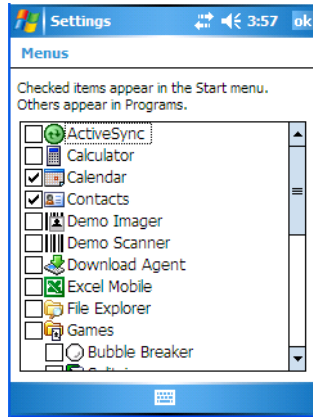 Settings 3:57 ok
Menus
Checked items appear in the Start menu.
Others appear in Programs.
ActiveSync
Calculator
Calendar
Contacts
Demo Imager
Demo Scanner
Download Agent
Excel Mobile
File Explorer
Games
Bubble Breaker